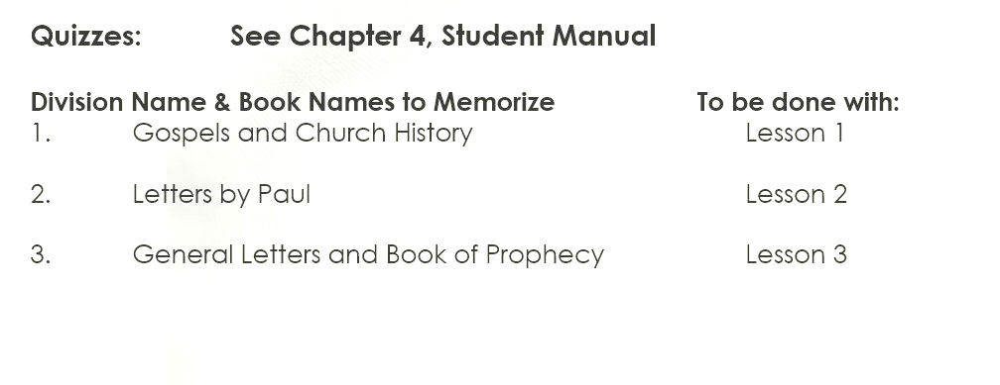 Quizzes: See Chapter 4, Student Manual
Division Name & Book Names to Memorize To be done with:
1. Gospels and Church History Lesson 1
2. Letters by Paul Lesson 2
3. General Letters and Book of Prophecy Lesson 3